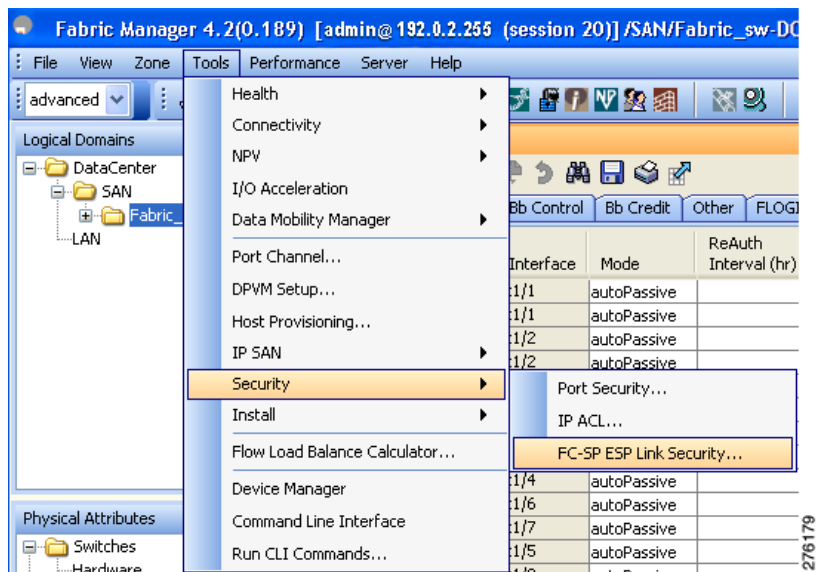 Fabric Manager 4.2(0.189) [admin@192.0.2.255 (session 20)] /SAN/Fabric_sw-DC
File View Zone Tools Performance Server Help
advanced
Logical Domains
DataCenter
SAN
Fabric_
LAN
Health
Connectivity
NPV
I/O Acceleration
Data Mobility Manager
Port Channel...
DPVM Setup...
Host Provisioning...
IP SAN
Security
Install
Flow Load Balance Calculator...
Device Manager
Command Line Interface
Run CLI Commands...
Port Security...
IP ACL...
FC-SP ESP Link Security...
Bb Control Bb Credit Other FLOGI
Interface Mode ReAuth Interval (hr)
:1/1 autoPassive
:1/1 autoPassive
:1/2 autoPassive
:1/2 autoPassive
:1/4 autoPassive
:1/6 autoPassive
:1/7 autoPassive
:1/5 autoPassive
Physical Attributes
Switches
Hardware
276179